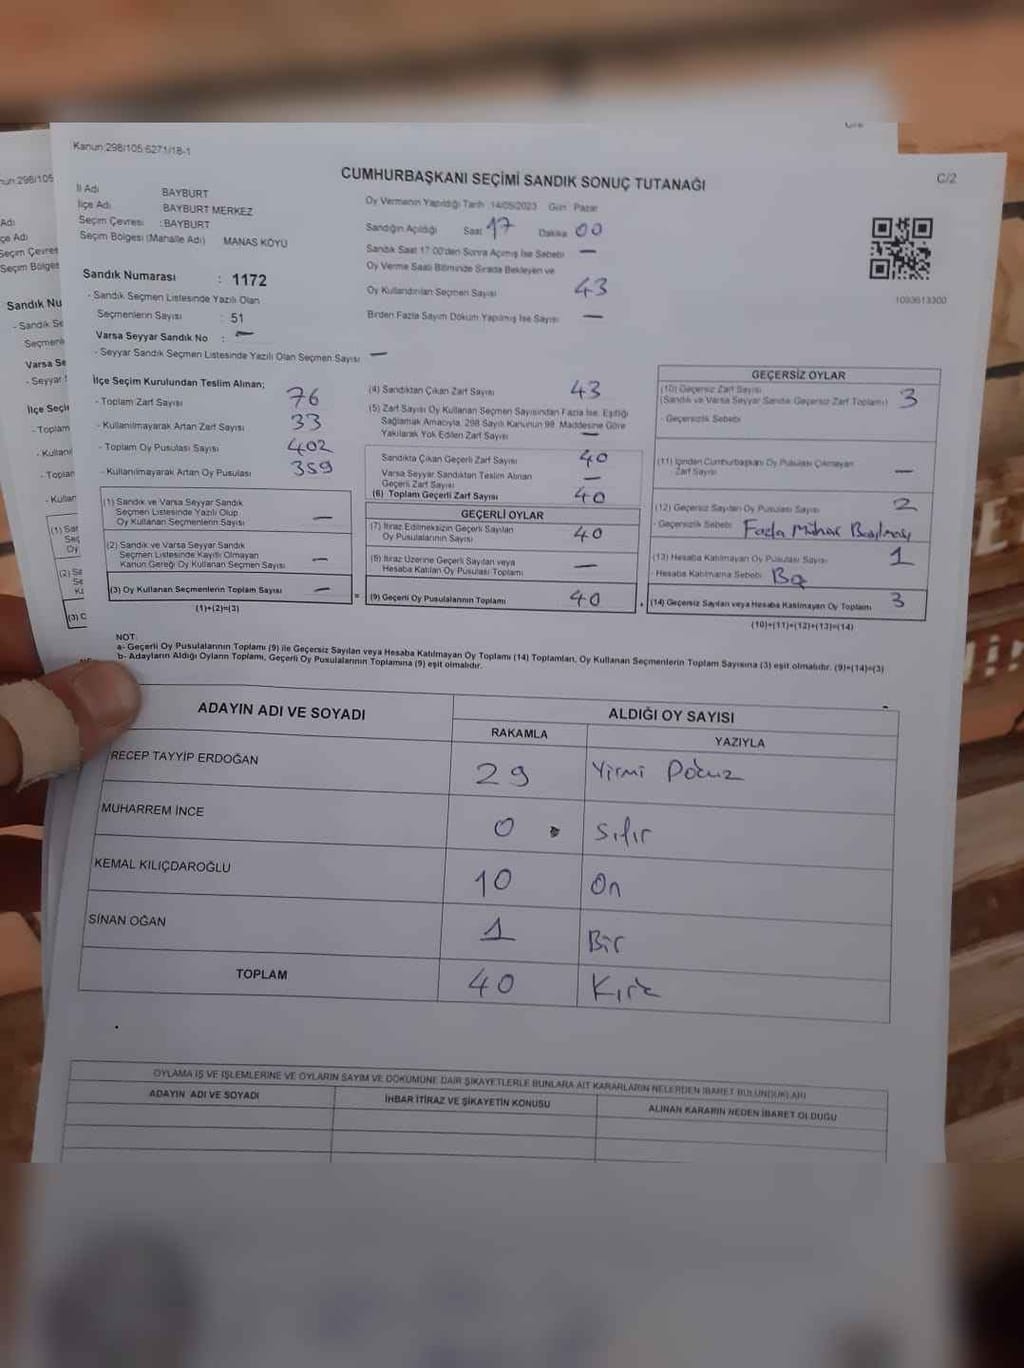 Kanun:298/105:6271/18-1
CUMHURBAŞKANI SEÇİMİ SANDIK SONUÇ TUTANAĞI
C/2
İl Adı BAYBURT
İlçe Adı BAYBURT MERKEZ
Seçim Çevresi : BAYBURT
Seçim Bölgesi (Mahalle Adı) MANAS KÖYÜ
Oy Vermenin Yapıldığı Tarih :14/05/2023 Gün : Pazar
Sandığın Açıldığı Saat 17 Dakika 00
Sandık Saat 17:00'den Sonra Açılmış İse Sebebi —
Oy Verme Saati Bitiminde Sırada Bekleyen ve
Oy Kullandırılan Seçmen Sayısı 43
Birden Fazla Sayım Döküm Yapılmış İse Sayısı —
1093613300
Sandık Numarası : 1172
- Sandık Seçmen Listesinde Yazılı Olan
Seçmenlerin Sayısı : 51
Varsa Seyyar Sandık No : —
- Seyyar Sandık Seçmen Listesinde Yazılı Olan Seçmen Sayısı —
İlçe Seçim Kurulundan Teslim Alınan;
- Toplam Zarf Sayısı 76
- Kullanılmayarak Artan Zarf Sayısı 33
- Toplam Oy Pusulası Sayısı 402
- Kullanılmayarak Artan Oy Pusulası 359
(1) Sandık ve Varsa Seyyar Sandık
Seçmen Listesinde Yazılı Olup
Oy Kullanan Seçmenlerin Sayısı —
(2) Sandık ve Varsa Seyyar Sandık
Seçmen Listesinde Kayıtlı Olmayan
Kanun Gereği Oy Kullanan Seçmen Sayısı —
(3) Oy Kullanan Seçmenlerin Toplam Sayısı —
(1)+(2)=(3)
(4) Sandıktan Çıkan Zarf Sayısı 43
(5) Zarf Sayısı Oy Kullanan Seçmen Sayısından Fazla İse, Eşitliği
Sağlamak Amacıyla, 298 Sayılı Kanunun 98. Maddesine Göre
Yakılarak Yok Edilen Zarf Sayısı —
Sandıkta Çıkan Geçerli Zarf Sayısı 40
Varsa Seyyar Sandıktan Teslim Alınan
Geçerli Zarf Sayısı —
(6) Toplam Geçerli Zarf Sayısı 40
GEÇERLİ OYLAR
(7) İtiraz Edilmeksizin Geçerli Sayılan
Oy Pusulalarının Sayısı 40
(8) İtiraz Üzerine Geçerli Sayılan veya
Hesaba Katılan Oy Pusulası Toplamı —
= (9) Geçerli Oy Pusulalarının Toplamı 40
GEÇERSİZ OYLAR
(10) Geçersiz Zarf Sayısı
(Sandık ve Varsa Seyyar Sandık Geçersiz Zarf Toplamı) 3
- Geçersizlik Sebebi
(11) İçinden Cumhurbaşkanı Oy Pusulası Çıkmayan
Zarf Sayısı —
(12) Geçersiz Sayılan Oy Pusulası Sayısı 2
- Geçersizlik Sebebi Fazla Mühür Basılması
(13) Hesaba Katılmayan Oy Pusulası Sayısı 1
- Hesaba Katılmama Sebebi
+ (14) Geçersiz Sayılan veya Hesaba Katılmayan Oy Toplamı 3
(10)+(11)+(12)+(13)=(14)
NOT:
a- Geçerli Oy Pusulalarının Toplamı (9) ile Geçersiz Sayılan veya Hesaba Katılmayan Oy Toplamı (14) Toplamları, Oy Kullanan Seçmenlerin Toplam Sayısına (3) eşit olmalıdır. (9)+(14)=(3)
b- Adayların Aldığı Oyların Toplamı, Geçerli Oy Pusulalarının Toplamına (9) eşit olmalıdır.
ADAYIN ADI VE SOYADI
ALDIĞI OY SAYISI
RAKAMLA
YAZIYLA
RECEP TAYYİP ERDOĞAN 29 Yirmi Dokuz
MUHARREM İNCE 0 Sıfır
KEMAL KILIÇDAROĞLU 10 On
SİNAN OĞAN 1 Bir
TOPLAM 40 Kırk
OYLAMA İŞ VE İŞLEMLERİNE VE OYLARIN SAYIM VE DÖKÜMÜNE DAİR ŞİKAYETLERLE BUNLARA AİT KARARLARIN NELERDEN İBARET BULUNDUKLARI
ADAYIN ADI VE SOYADI
İHBAR İTİRAZ VE ŞİKAYETİN KONUSU
ALINAN KARARIN NEDEN İBARET OLDUĞU